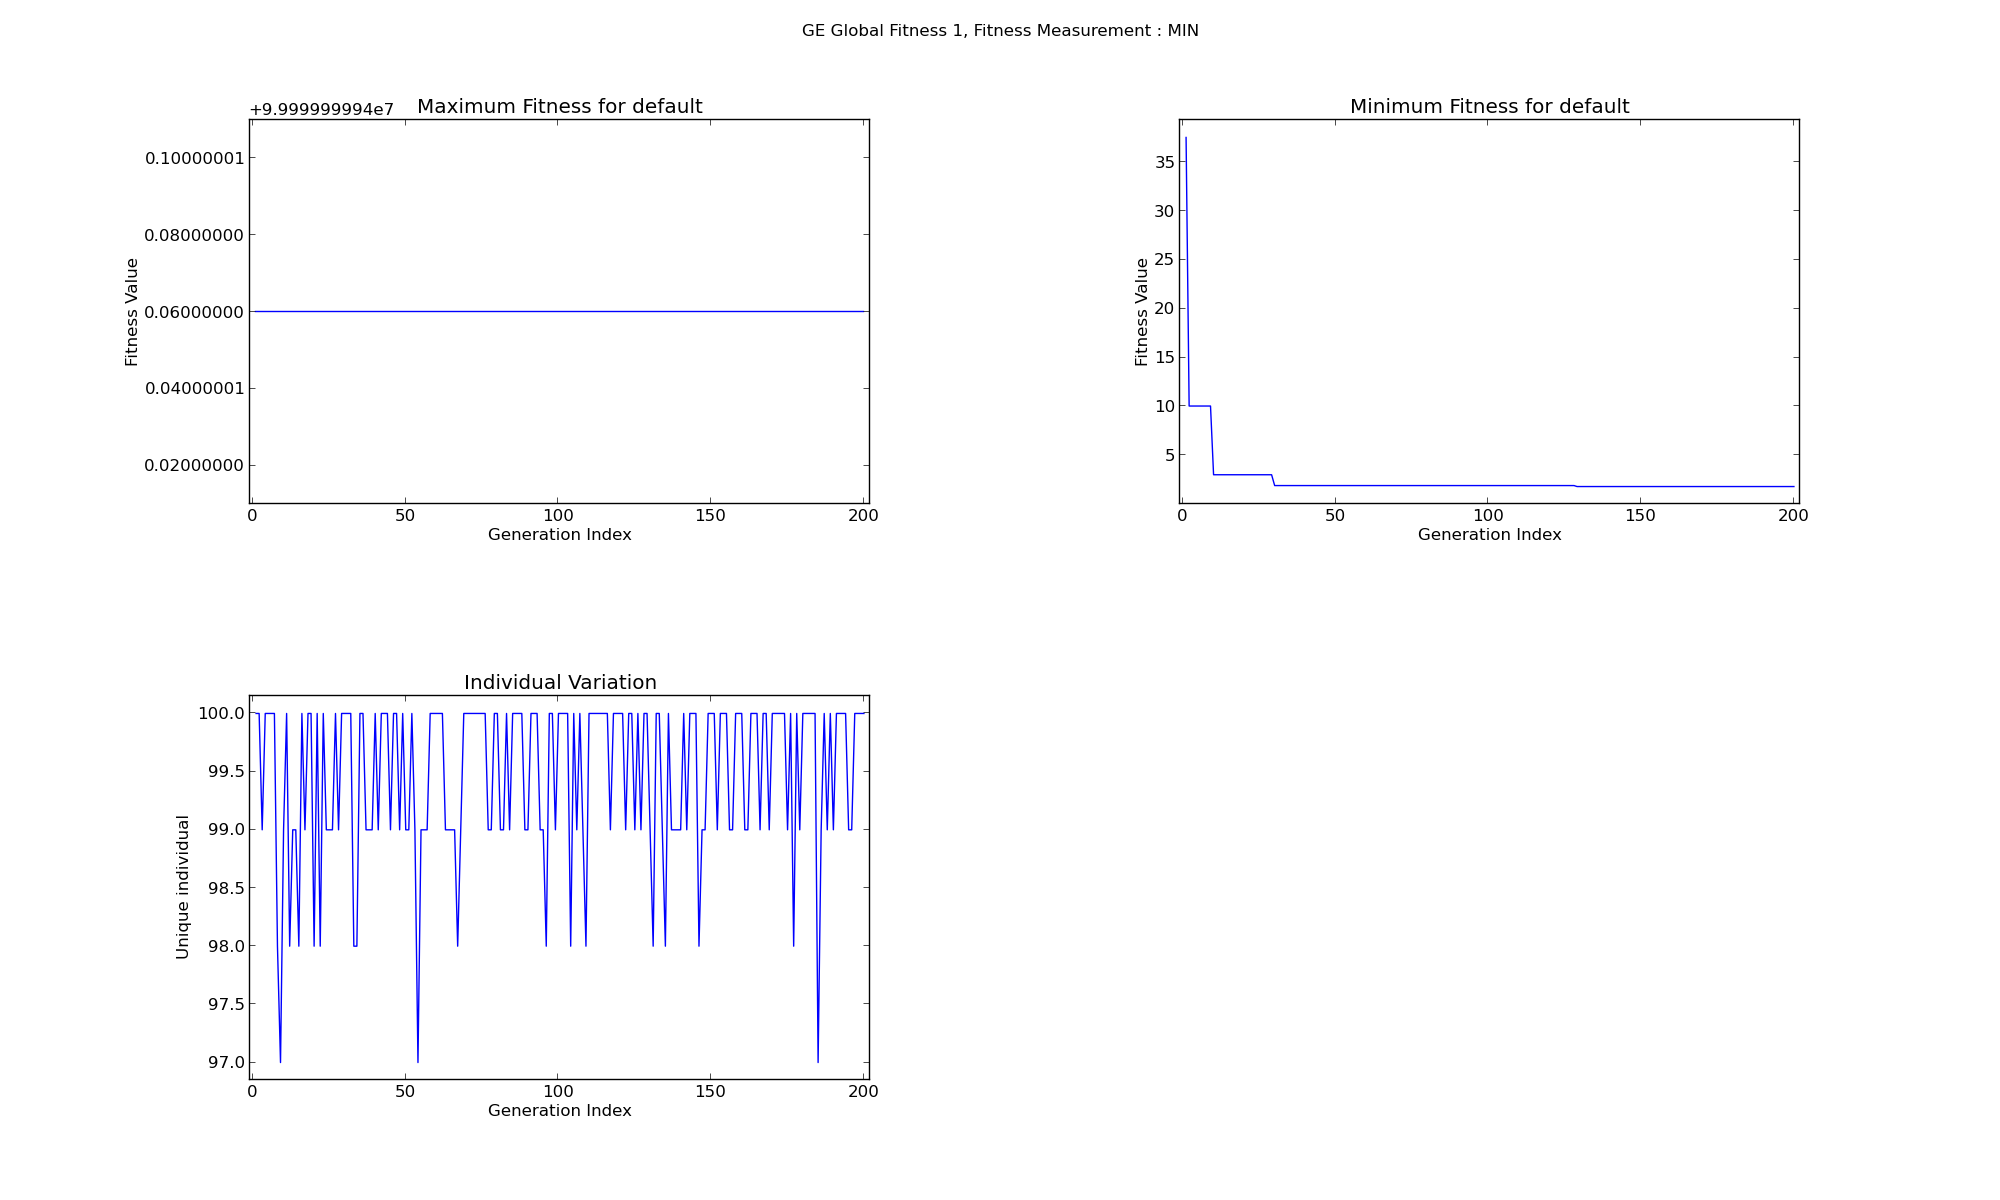 GE Global Fitness 1, Fitness Measurement : MIN
+9.999999994e7
Maximum Fitness for default
0.10000001
0.08000000
0.06000000
0.04000001
0.02000000
Fitness Value
0 50 100 150 200
Generation Index
Minimum Fitness for default
35
30
25
20
15
10
5
Fitness Value
0 50 100 150 200
Generation Index
Individual Variation
100.0
99.5
99.0
98.5
98.0
97.5
97.0
Unique individual
0 50 100 150 200
Generation Index